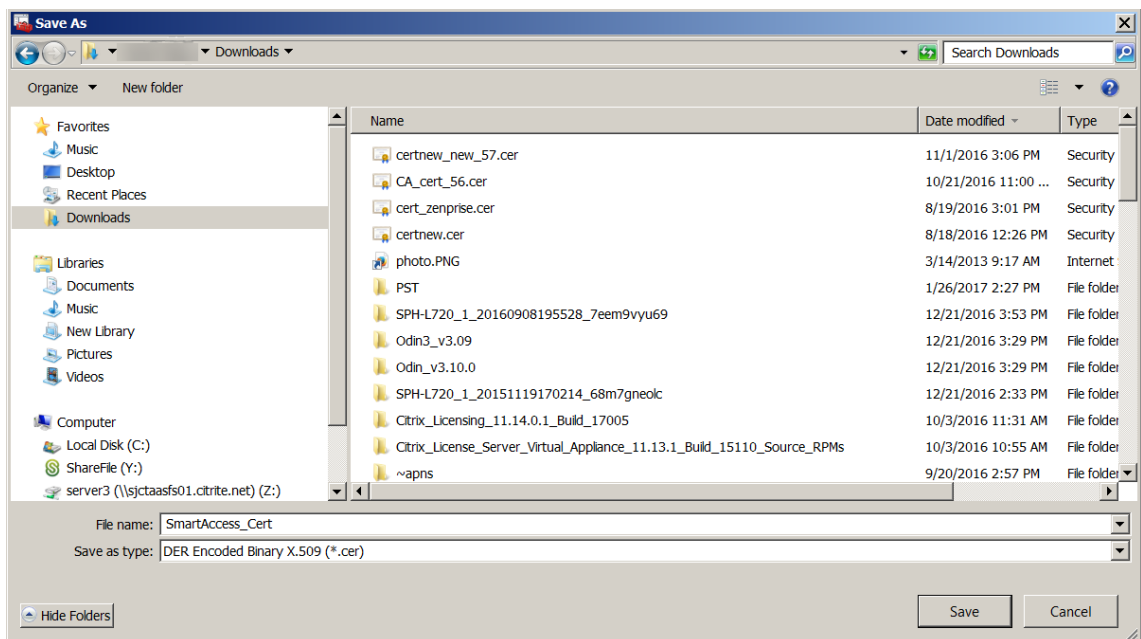 Save As
Downloads
Search Downloads
Organize New folder
Favorites
Music
Desktop
Recent Places
Downloads
Libraries
Documents
Music
New Library
Pictures
Videos
Computer
Local Disk (C:)
ShareFile (Y:)
server3 (\\sjctaasfs01.citrite.net) (Z:)
Name Date modified Type
certnew_new_57.cer 11/1/2016 3:06 PM Security
CA_cert_56.cer 10/21/2016 11:00 ... Security
cert_zenprise.cer 8/19/2016 3:01 PM Security
certnew.cer 8/18/2016 12:26 PM Security
photo.PNG 3/14/2013 9:17 AM Internet
PST 1/26/2017 2:27 PM File folder
SPH-L720_1_20160908195528_7eem9vyu69 12/21/2016 3:53 PM File folder
Odin3_v3.09 12/21/2016 3:29 PM File folder
Odin_v3.10.0 12/21/2016 3:29 PM File folder
SPH-L720_1_20151119170214_68m7gneolc 12/21/2016 2:33 PM File folder
Citrix_Licensing_11.14.0.1_Build_17005 10/3/2016 11:31 AM File folder
Citrix_License_Server_Virtual_Appliance_11.13.1_Build_15110_Source_RPMs 10/3/2016 10:55 AM File folder
~apns 9/20/2016 2:57 PM File folder
File name: SmartAccess_Cert
Save as type: DER Encoded Binary X.509 (*.cer)
Hide Folders Save Cancel